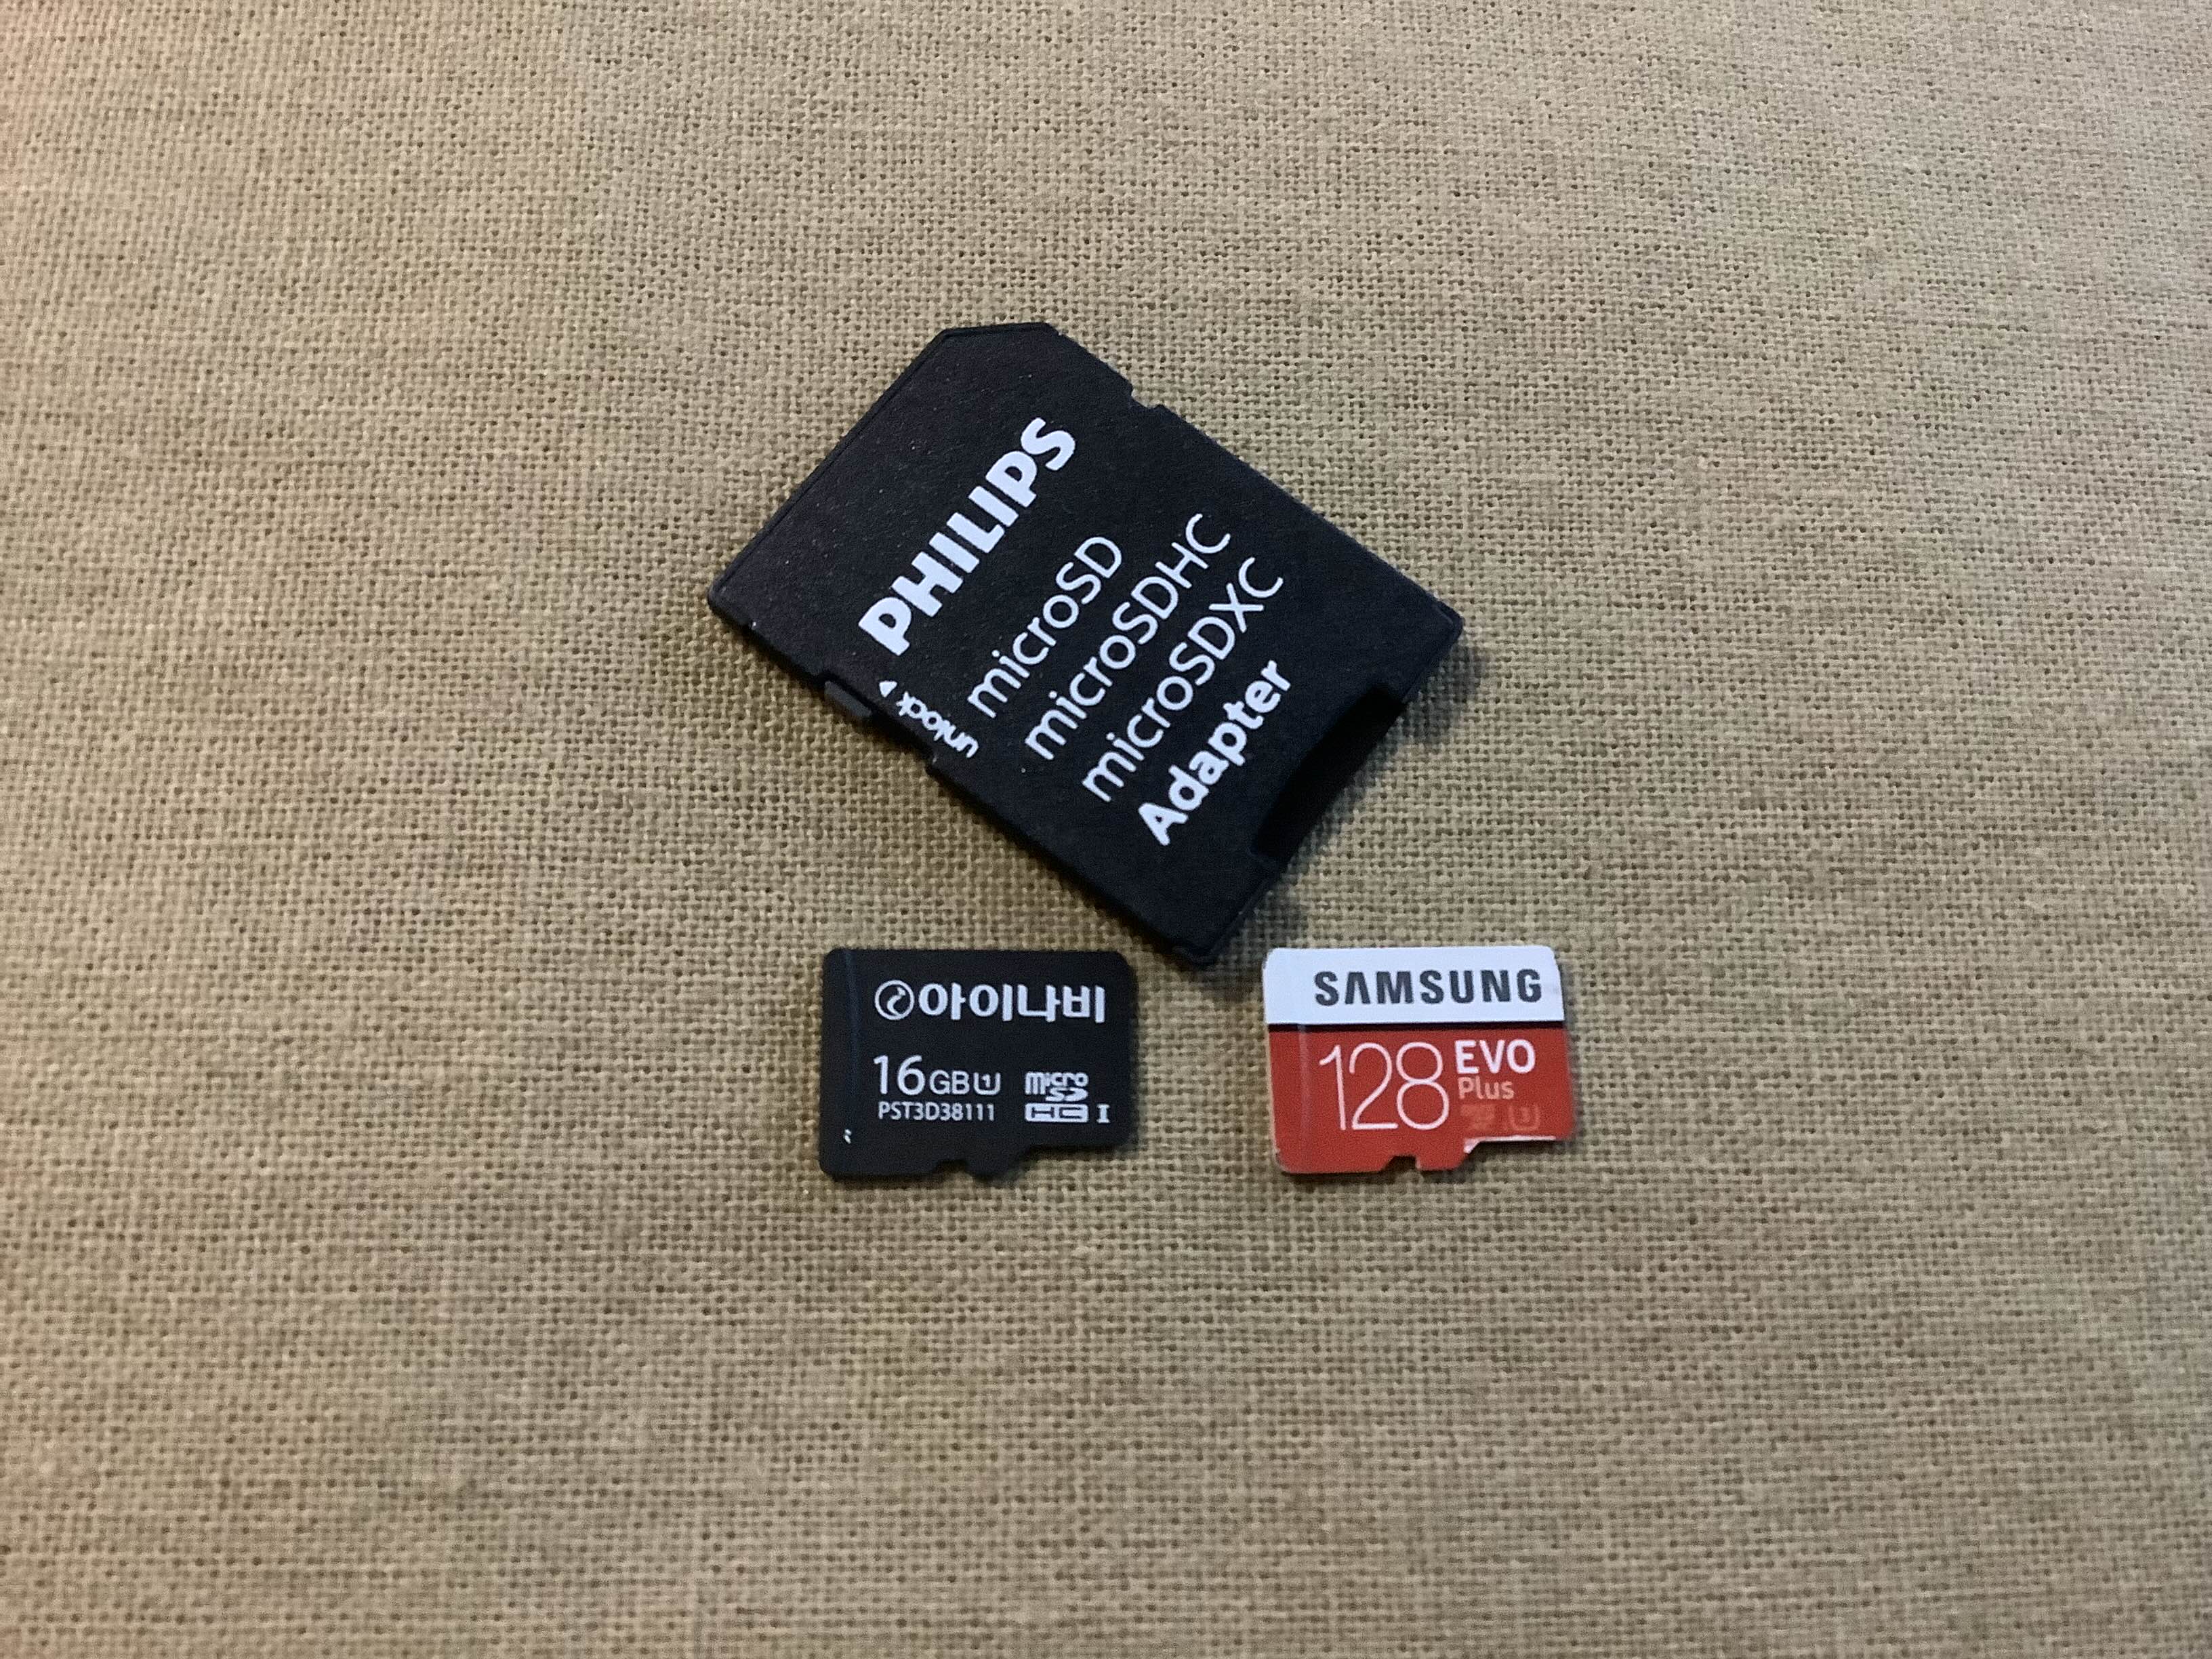 PHILIPS
unlock
microSD
microSDHC
microSDXC
Adapter
아이나비
16GB U1
PST3D38111
micro SD
HC I
SAMSUNG
128 EVO
Plus